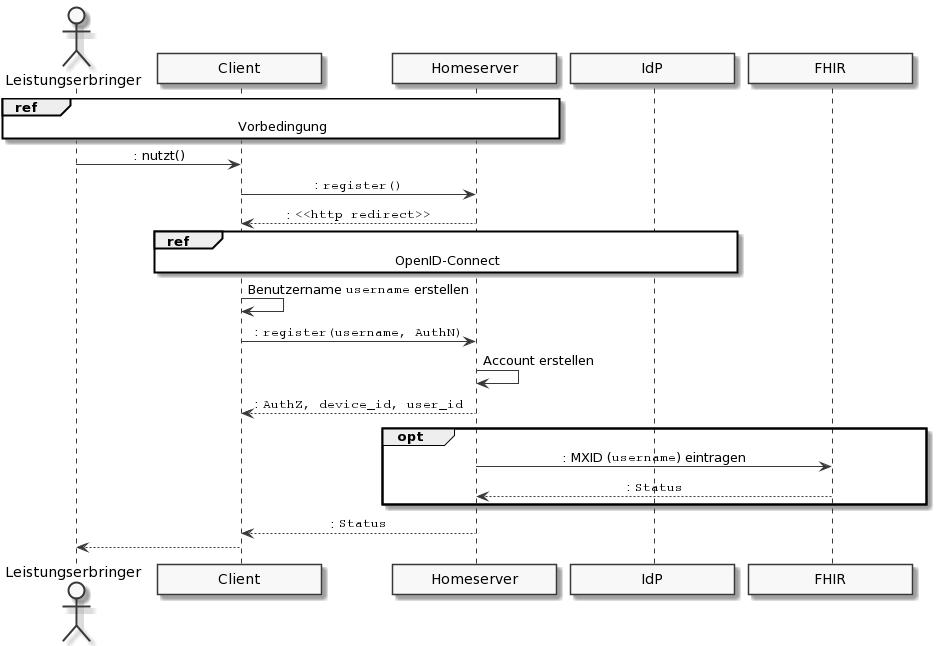 Leistungserbringer
Client
Homeserver
IdP
FHIR
ref
Vorbedingung
: nutzt()
: register()
: <<http redirect>>
ref
OpenID-Connect
Benutzername username erstellen
: register(username, AuthN)
Account erstellen
: AuthZ, device_id, user_id
opt
: MXID (username) eintragen
: Status
: Status
Leistungserbringer
Client
Homeserver
IdP
FHIR